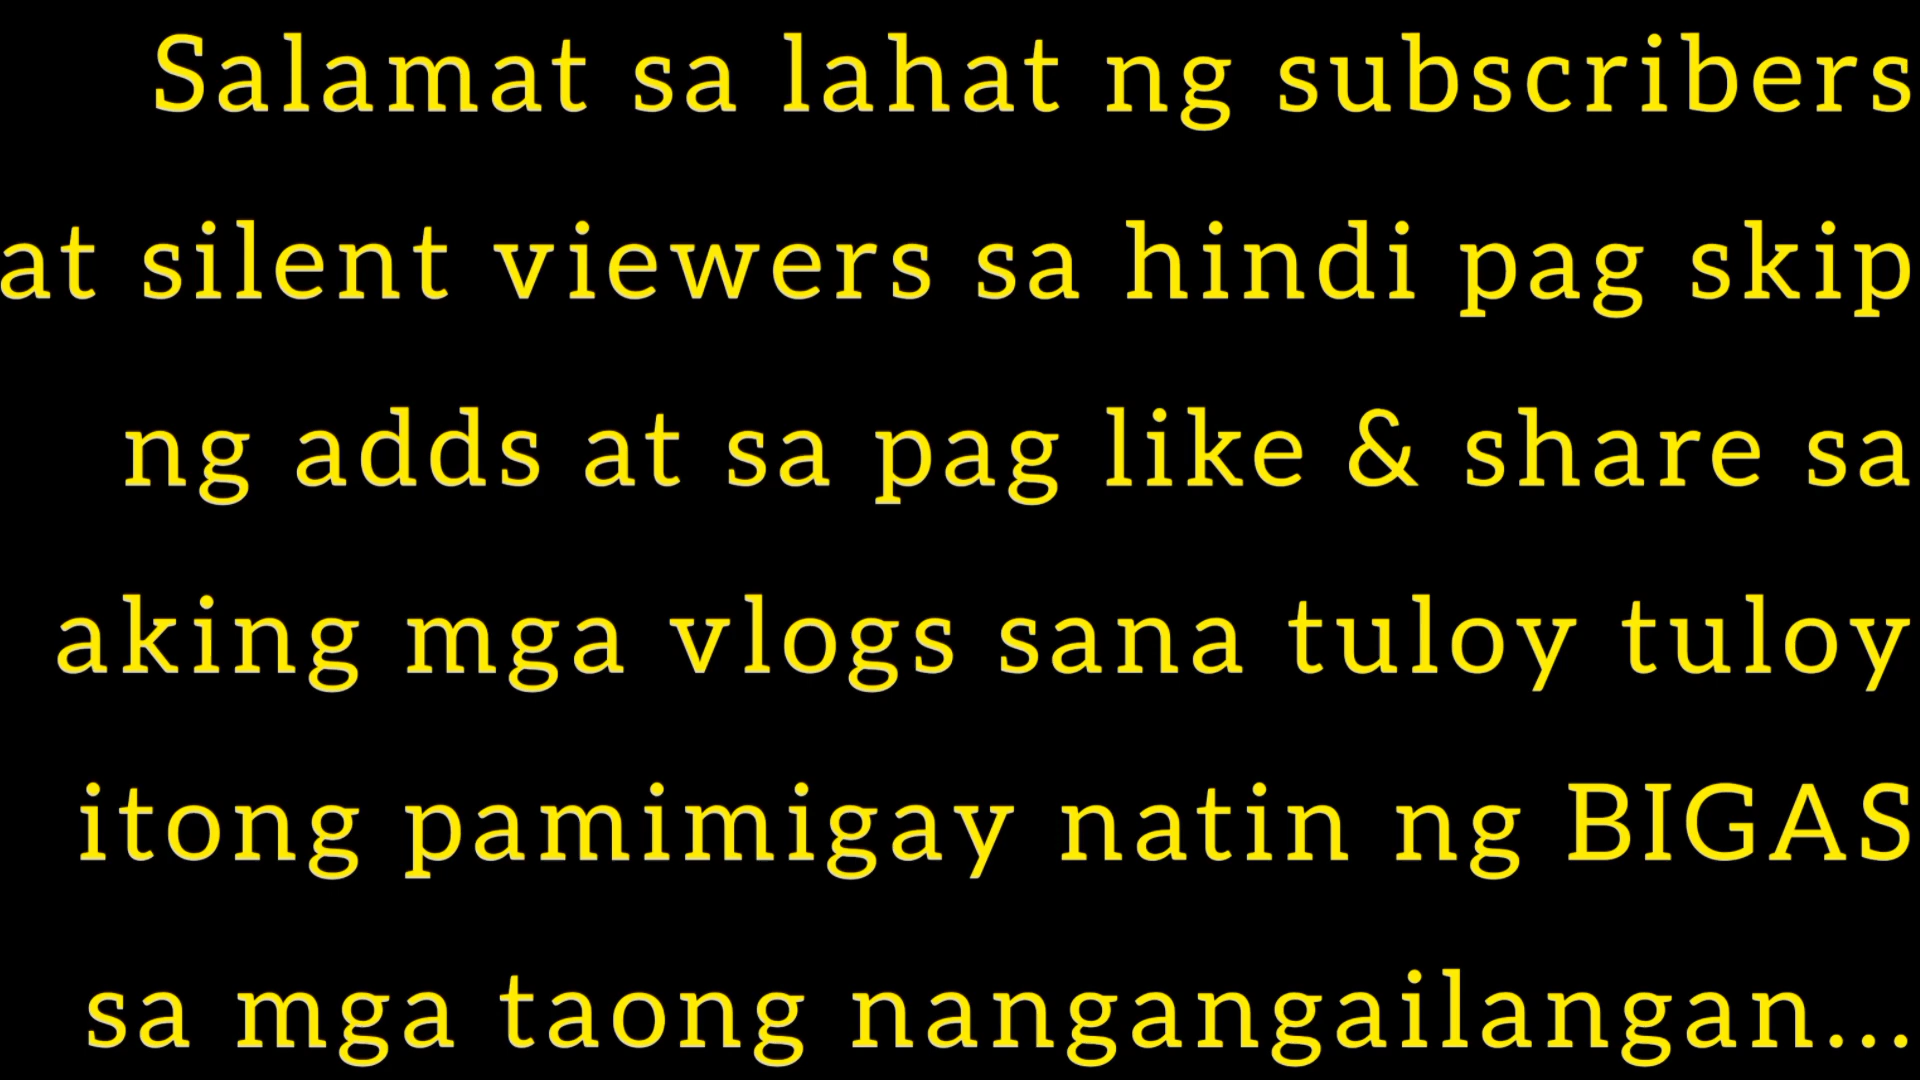 Salamat sa lahat ng subscribers
at silent viewers sa hindi pag skip
ng adds at sa pag like & share sa
aking mga vlogs sana tuloy tuloy
itong pamimigay natin ng BIGAS
sa mga taong nangangailangan...